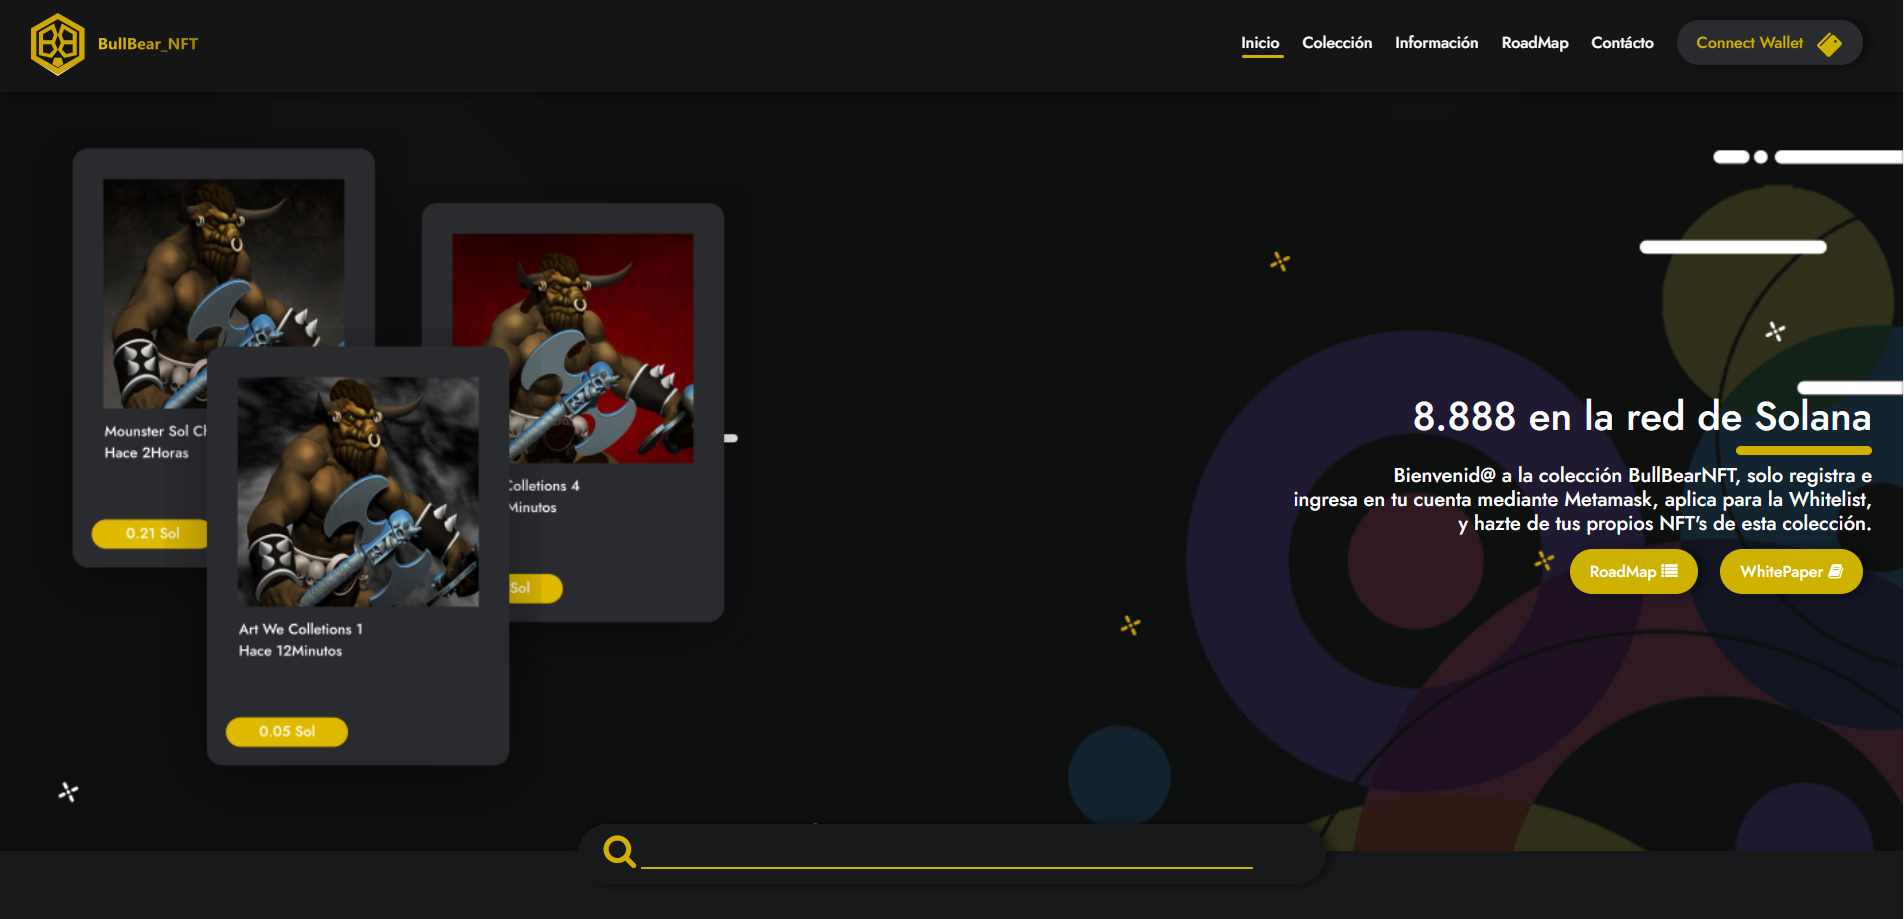 BullBear_NFT
Inicio Colección Información RoadMap Contácto Connect Wallet
Mounster Sol
Hace 2Horas
0.21 Sol
Colletions 4
Minutos
Sol
Art We Colletions 1
Hace 12Minutos
0.05 Sol
8.888 en la red de Solana
Bienvenid@ a la colección BullBearNFT, solo registra e
ingresa en tu cuenta mediante Metamask, aplica para la Whitelist,
y hazte de tus propios NFT's de esta colección.
RoadMap WhitePaper